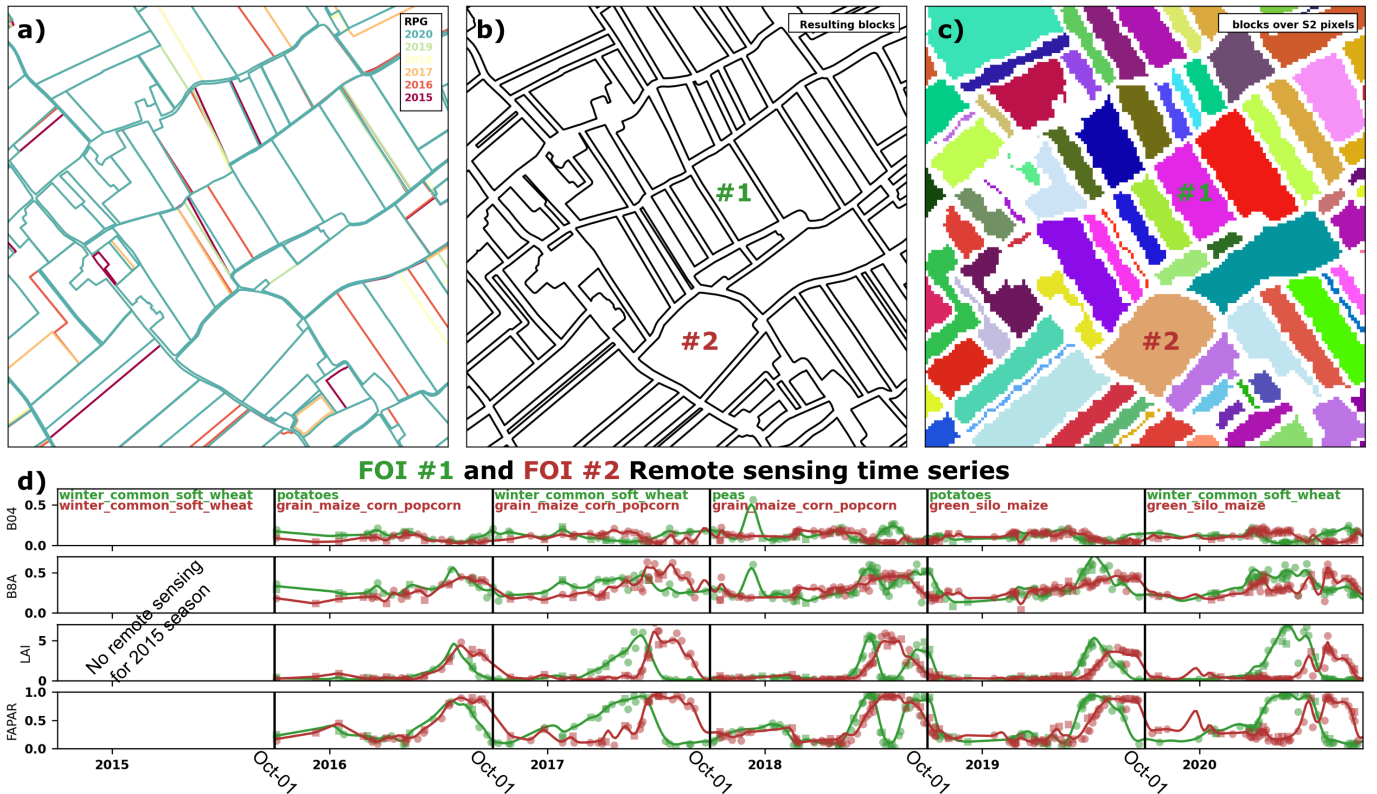 a)
RPG
2020
2019
2018
2017
2016
2015
b)
Resulting blocks
#1
#2
c)
blocks over S2 pixels
#1
#2
FOI #1 and FOI #2 Remote sensing time series
d)
winter_common_soft_wheat potatoes winter_common_soft_wheat peas potatoes winter_common_soft_wheat
winter_common_soft_wheat grain_maize_corn_popcorn grain_maize_corn_popcorn grain_maize_corn_popcorn green_silo_maize green_silo_maize
B04
0.5
0.0
B8A
0.5
0.0
No remote sensing
for 2015 season
LAI
5
0
FAPAR
1.0
0.5
0.0
2015 2016 2017 2018 2019 2020
Oct-01 Oct-01 Oct-01 Oct-01 Oct-01